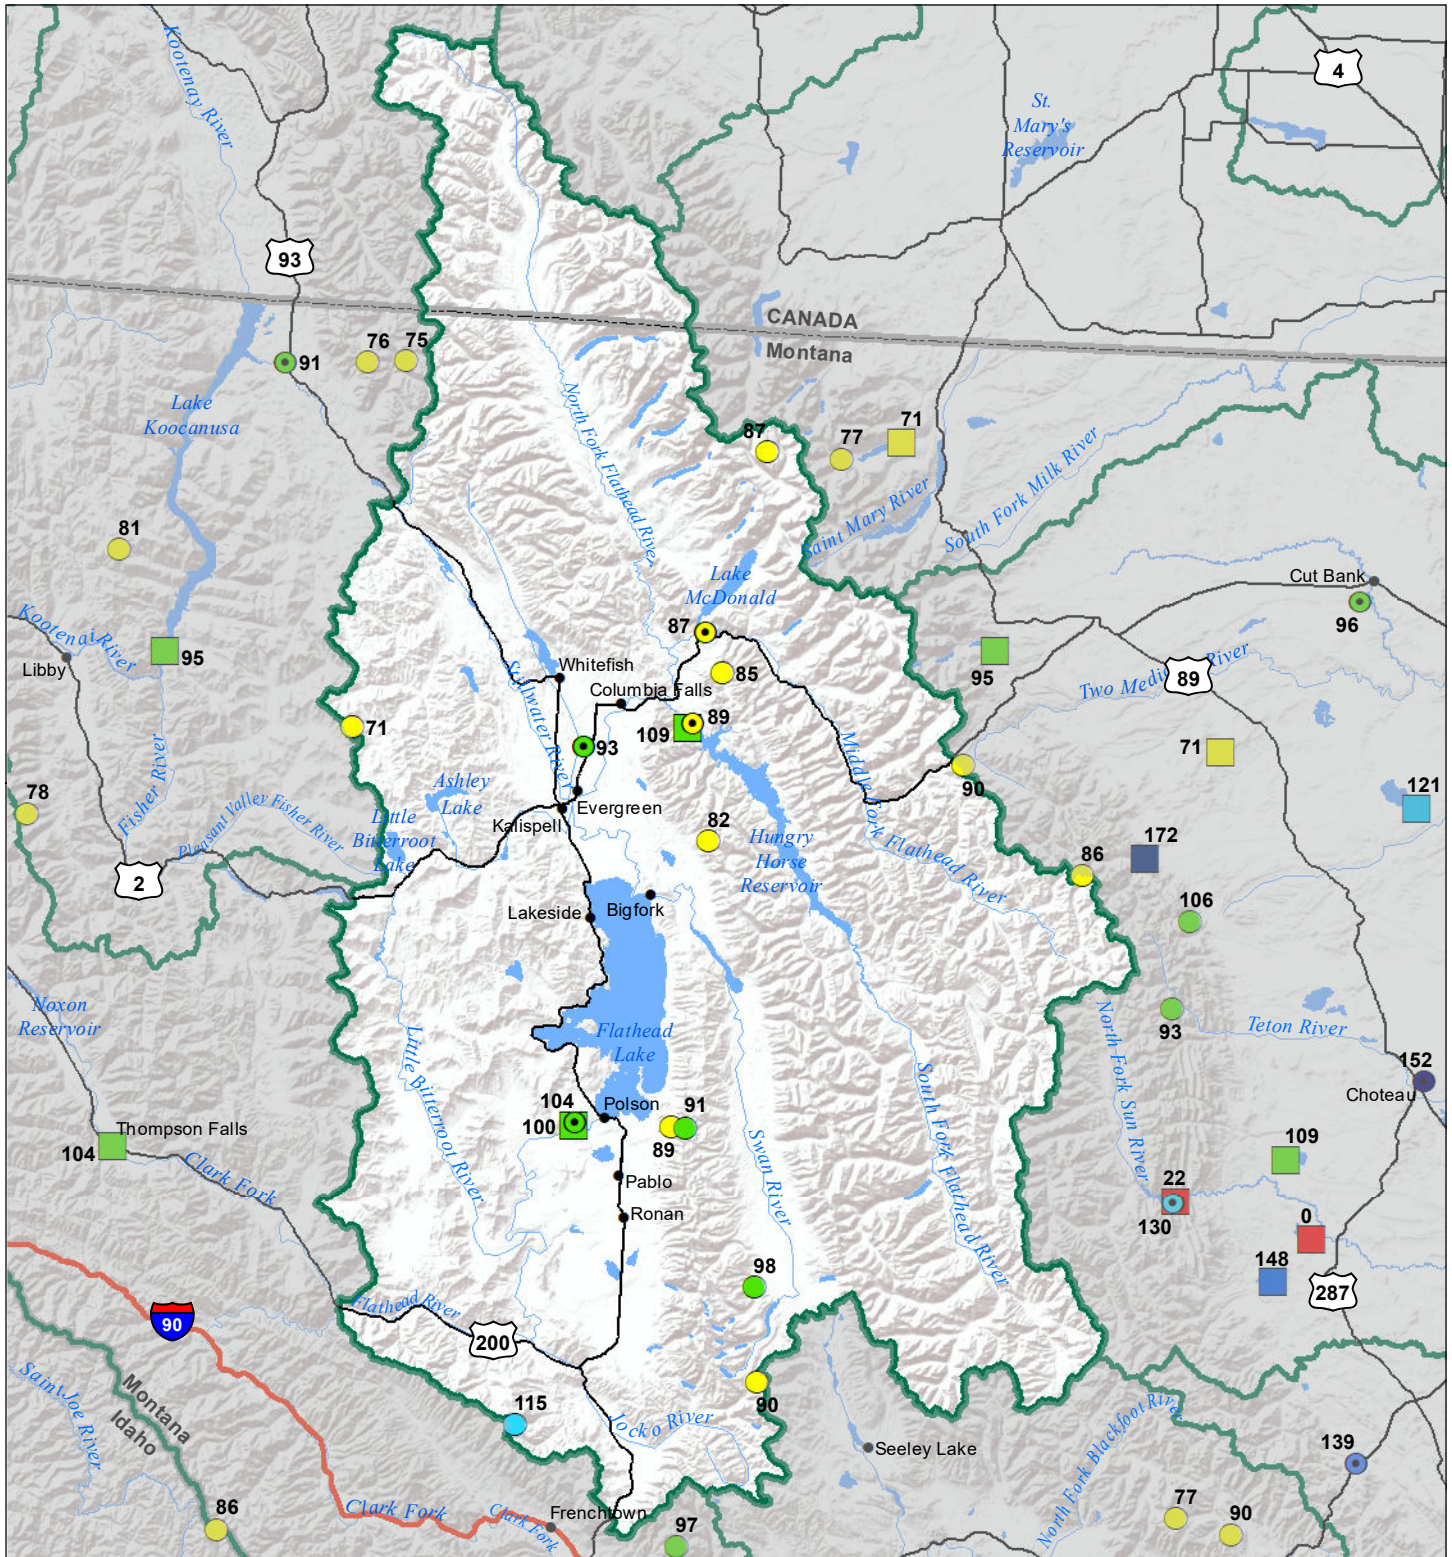 Kootenay River
4
St.
Mary's
Reservoir
93
CANADA
Montana
76
75
91
Lake
Koocanusa
North Fork Flathead River
87
77
71
Saint Mary River
South Fork Milk River
81
Lake
McDonald
Cut Bank
96
Kootenai River
Libby
95
87
85
Whitefish
Columbia Falls
Stillwater River
95
89
Two Medi
River
71
93
109
89
71
121
78
Fisher River
Pleasant Valley Fisher River
Ashley
Lake
Little
Bitterroot
Lake
Kalispell
Evergreen
82
Hungry
Horse
Reservoir
Middle Fork Flathead River
90
172
86
106
2
Lakeside
Bigfork
Noxon
Reservoir
Little Bitterroot River
Flathead
Lake
South Fork Flathead River
North Fork Sun River
93
Teton River
152
Choteau
104
Thompson Falls
Clark Fork
104
100
Polson
91
89
Pablo
Ronan
Swan River
109
22
130
0
148
287
98
90
Flathead River
200
Saint Joe River
Montana
Idaho
115
Jocko River
90
Seeley Lake
North Fork Blackfoot River
139
86
Clark Fork
Clark Fork
Frenchtown
97
77
90